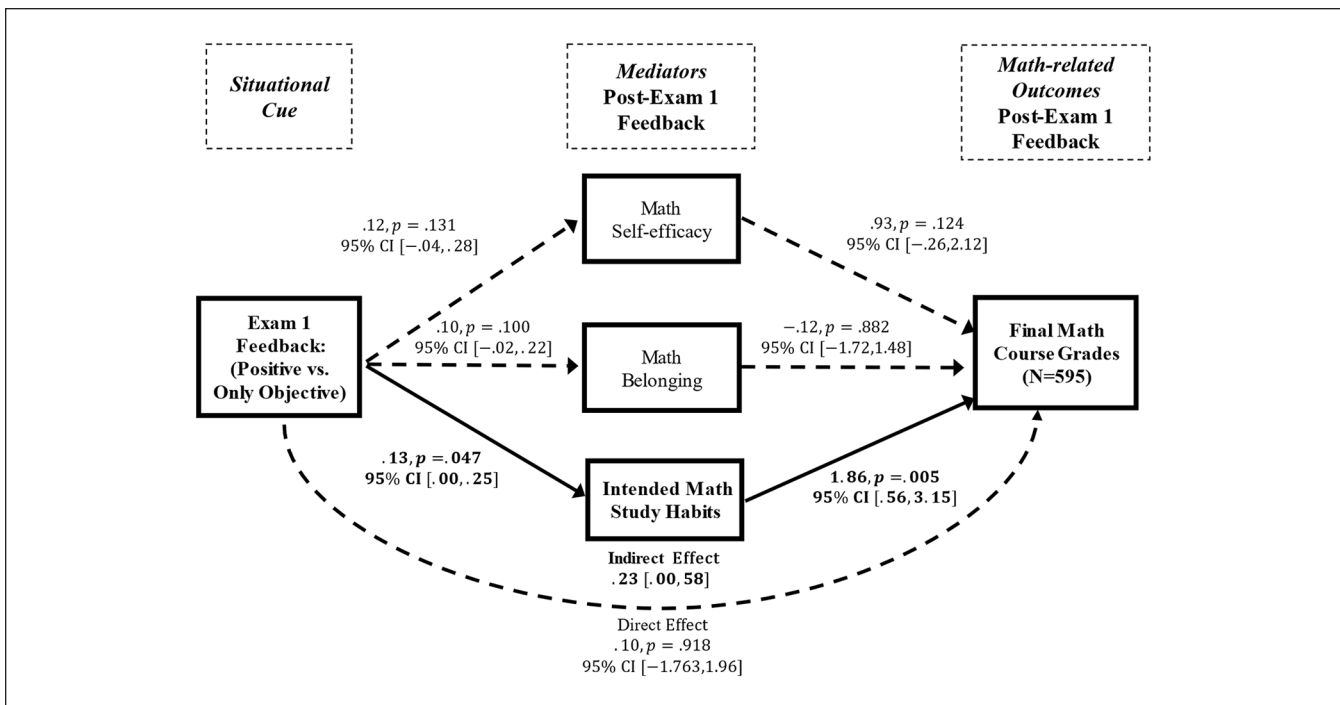 Situational
Cue
Mediators
Post-Exam 1
Feedback
Math-related
Outcomes
Post-Exam 1
Feedback
.12, p = .131
95% CI [−.04, .28]
Math
Self-efficacy
.93, p = .124
95% CI [−.26,2.12]
Exam 1
Feedback:
(Positive vs.
Only Objective)
.10, p = .100
95% CI [−.02, .22]
Math
Belonging
−.12, p = .882
95% CI [−1.72,1.48]
Final Math
Course Grades
(N=595)
.13, p =.047
95% CI [.00, .25]
Intended Math
Study Habits
1.86, p =.005
95% CI [.56, 3.15]
Indirect Effect
.23 [.00, 58]
Direct Effect
.10, p = .918
95% CI [−1.763,1.96]